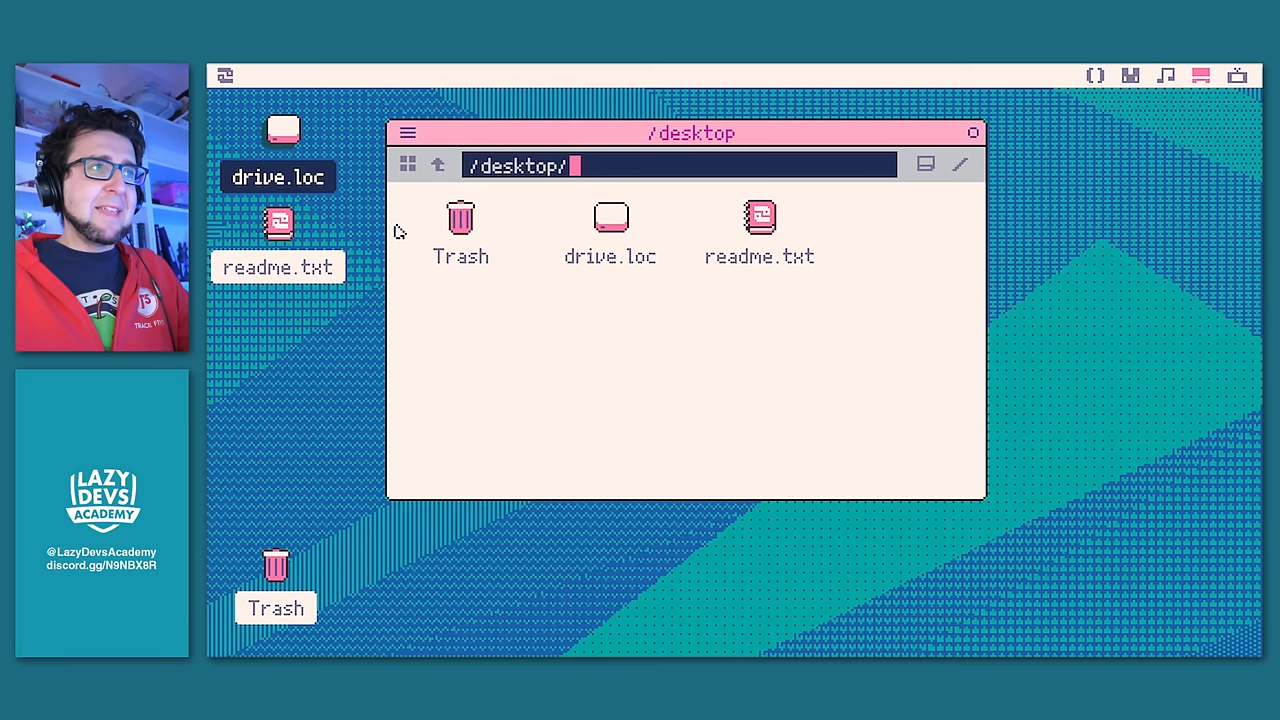 /desktop
/desktop/
drive.loc
readme.txt
Trash
Trash
drive.loc
readme.txt
LAZY
DEVS
ACADEMY
@LazyDevsAcademy
discord.gg/N9NBX8R